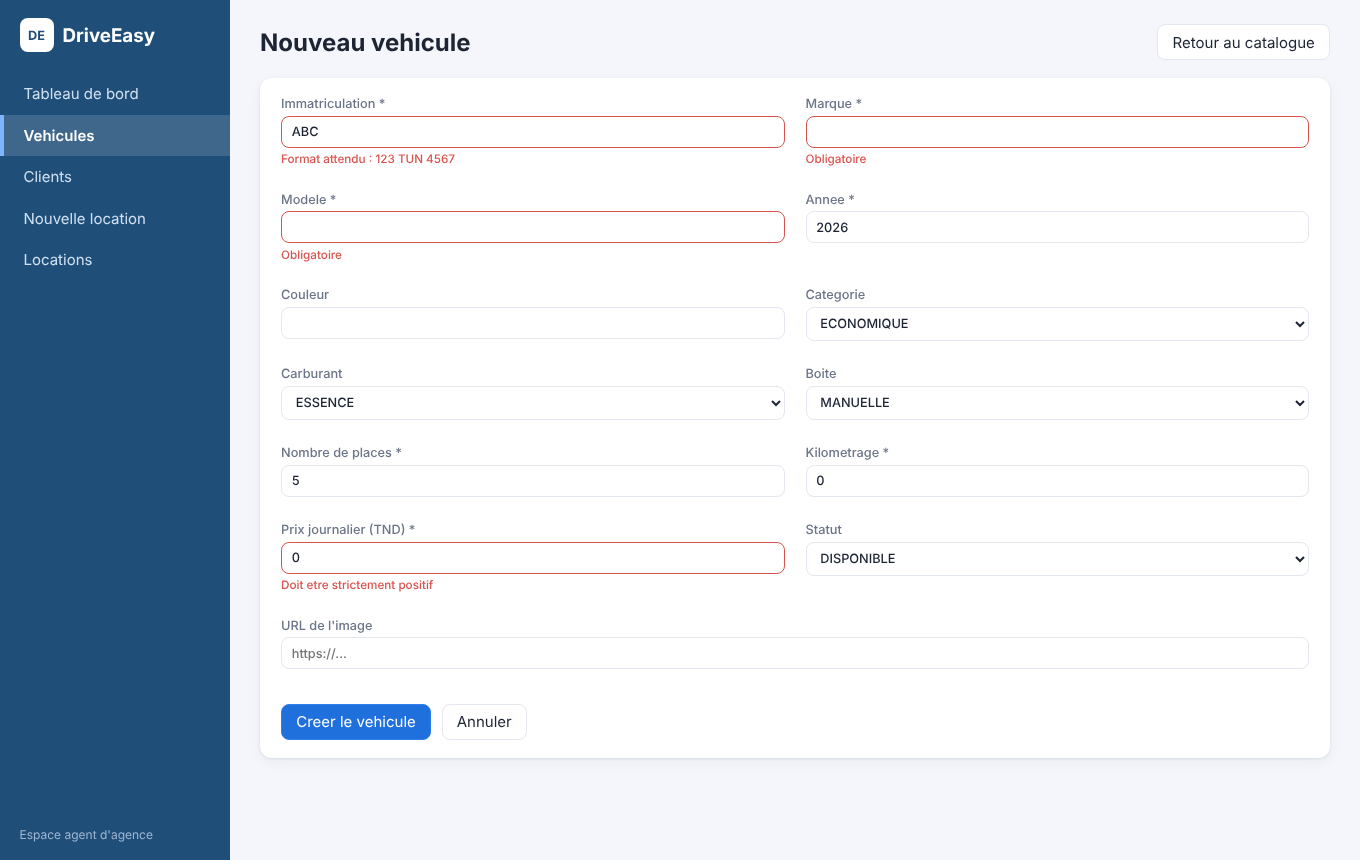 DE DriveEasy
Tableau de bord
Vehicules
Clients
Nouvelle location
Locations
Espace agent d'agence
Nouveau vehicule
Retour au catalogue
Immatriculation *
ABC
Format attendu : 123 TUN 4567
Marque *
Obligatoire
Modele *
Obligatoire
Annee *
2026
Couleur
Categorie
ECONOMIQUE
Carburant
ESSENCE
Boite
MANUELLE
Nombre de places *
5
Kilometrage *
0
Prix journalier (TND) *
0
Doit etre strictement positif
Statut
DISPONIBLE
URL de l'image
https://...
Creer le vehicule
Annuler